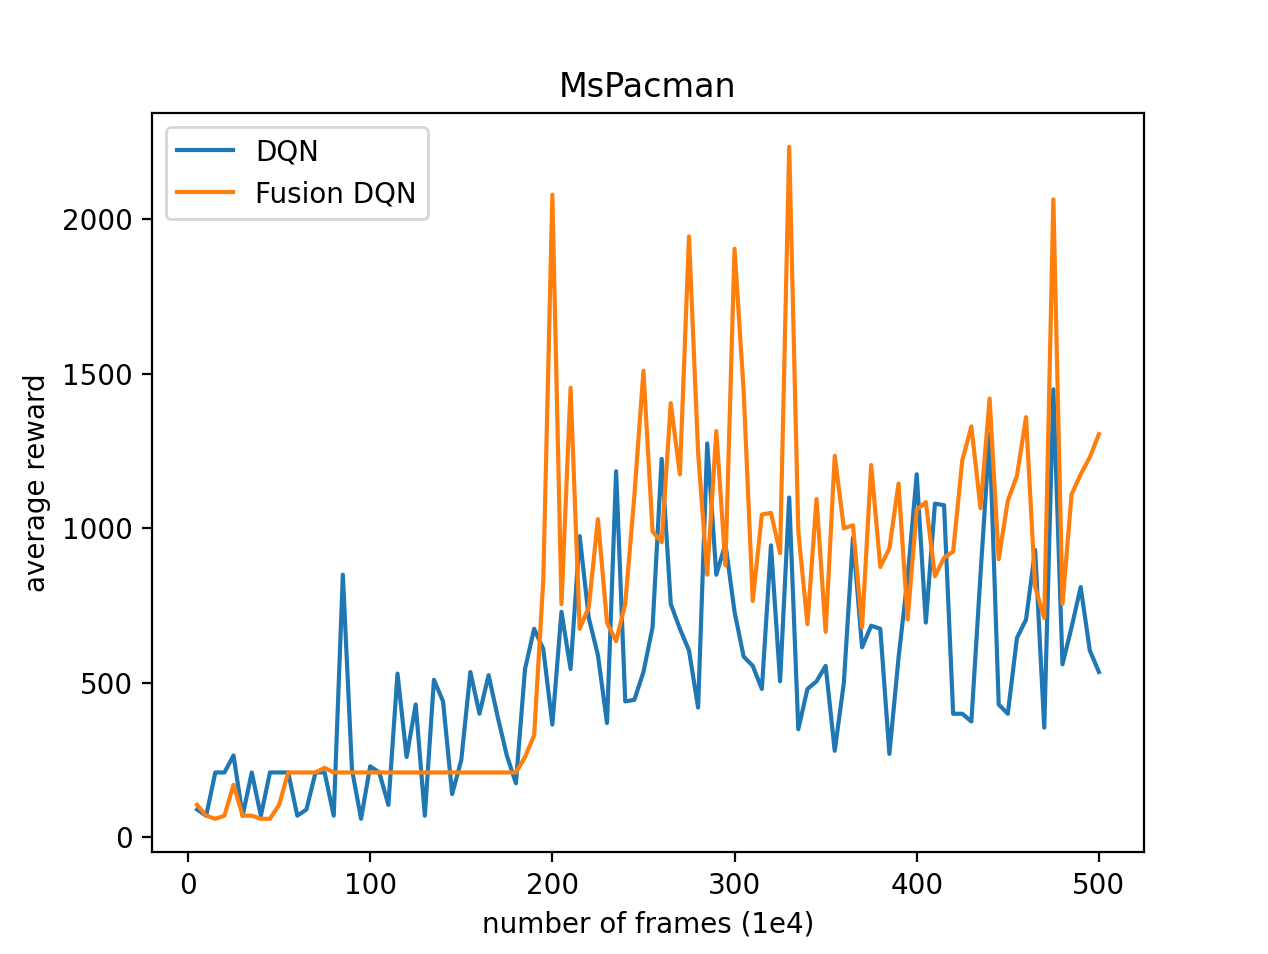 MsPacman
DQN
Fusion DQN
average reward
2000
1500
1000
500
0
0 100 200 300 400 500
number of frames (1e4)